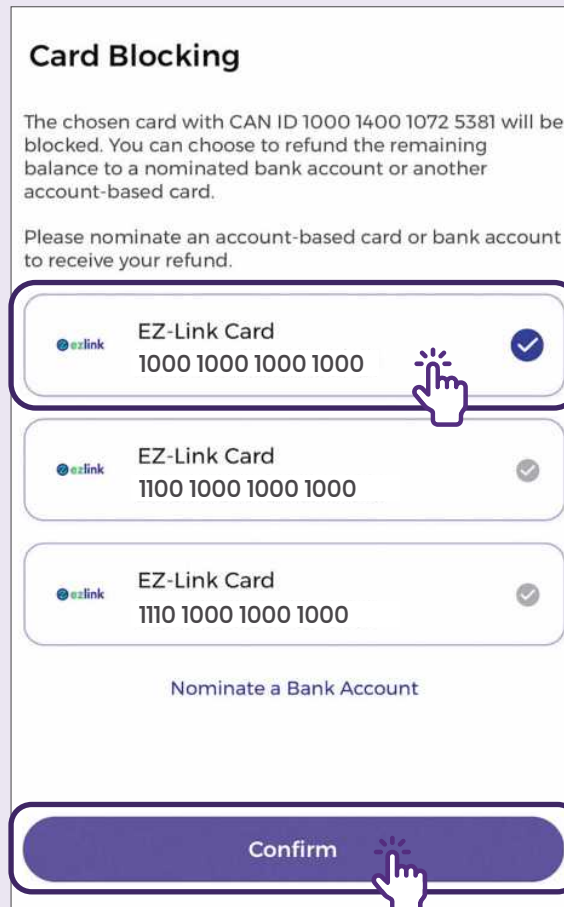 Card Blocking
The chosen card with CAN ID 1000 1400 1072 5381 will be
blocked. You can choose to refund the remaining
balance to a nominated bank account or another
account-based card.
Please nominate an account-based card or bank account
to receive your refund.
ezlink
EZ-Link Card
1000 1000 1000 1000
ezlink
EZ-Link Card
1100 1000 1000 1000
ezlink
EZ-Link Card
1110 1000 1000 1000
Nominate a Bank Account
Confirm